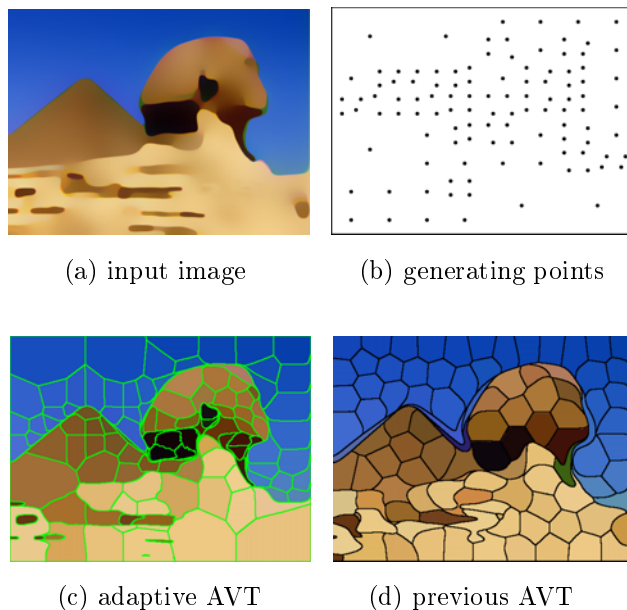 (a) input image
(b) generating points
(c) adaptive AVT
(d) previous AVT